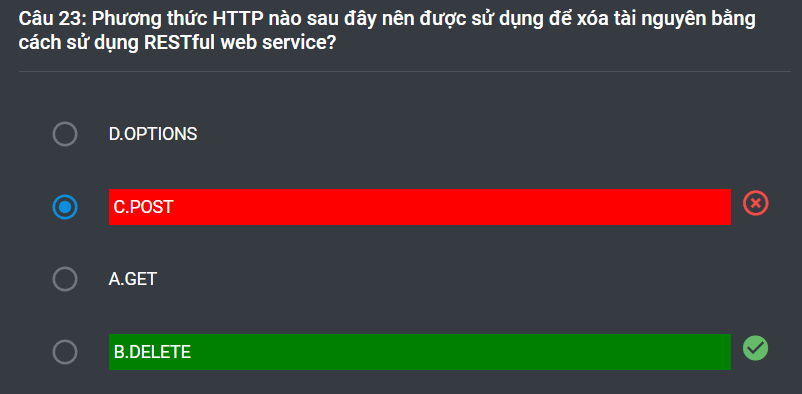 Câu 23: Phương thức HTTP nào sau đây nên được sử dụng để xóa tài nguyên bằng
cách sử dụng RESTful web service?
D.OPTIONS
C.POST
A.GET
B.DELETE